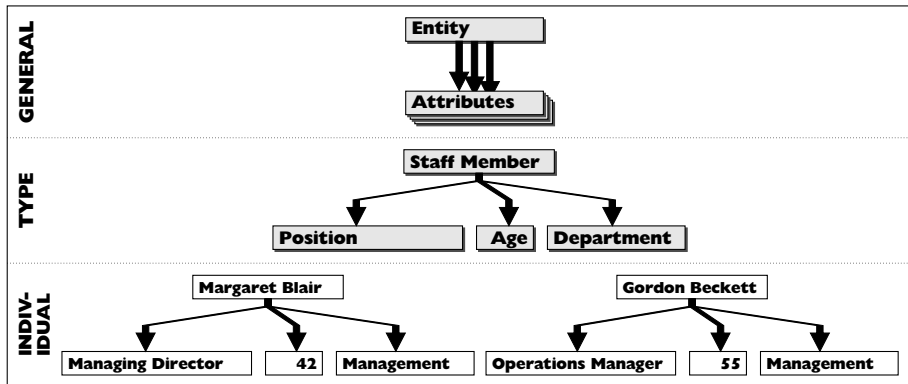 GENERAL
Entity
Attributes
TYPE
Staff Member
Position Age Department
INDIV-
IDUAL
Margaret Blair Gordon Beckett
Managing Director 42 Management Operations Manager 55 Management